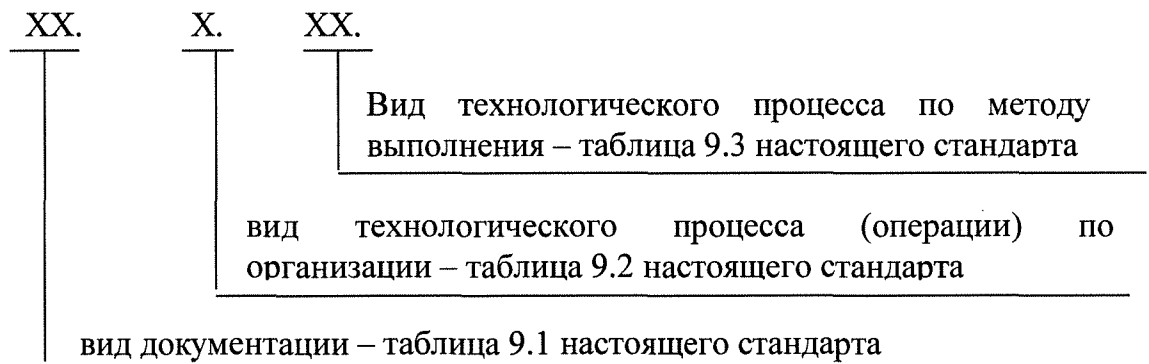 XX. X. XX.
Вид технологического процесса по методу
выполнения – таблица 9.3 настоящего стандарта
вид технологического процесса (операции) по
организации – таблица 9.2 настоящего стандарта
вид документации – таблица 9.1 настоящего стандарта